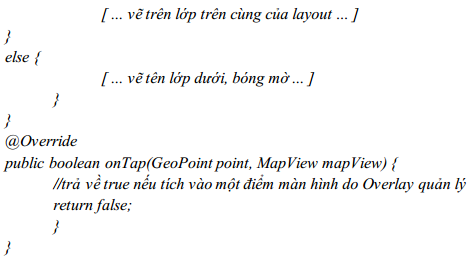 [ ... vẽ trên lớp trên cùng của layout ... ]
}
else {
[ ... vẽ tên lớp dưới, bóng mờ ... ]
}
}
@Override
public boolean onTap(GeoPoint point, MapView mapView) {
//trả về true nếu tích vào một điểm màn hình do Overlay quản lý
return false;
}
}